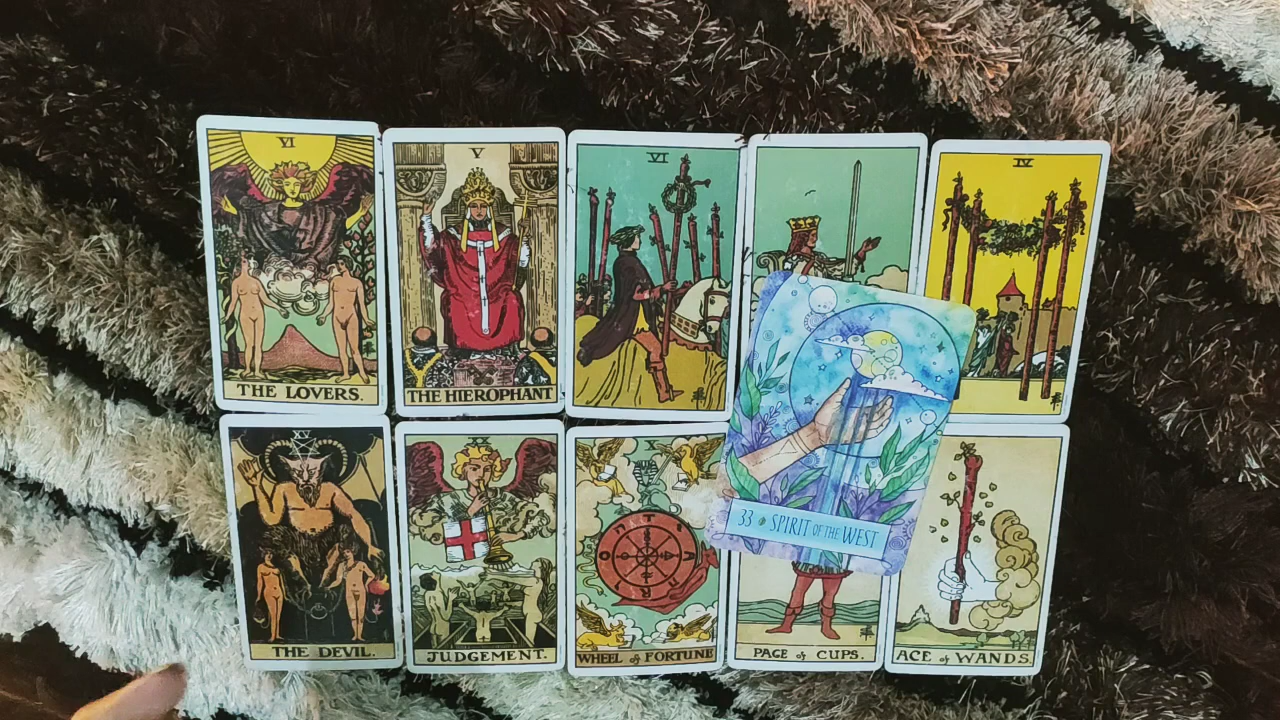 VI
V
VI
IV
THE LOVERS.
THE HIEROPHANT
XV
XX
X
33 SPIRIT OF THE WEST
THE DEVIL.
JUDGEMENT.
WHEEL of FORTUNE
PAGE of CUPS.
ACE of WANDS.